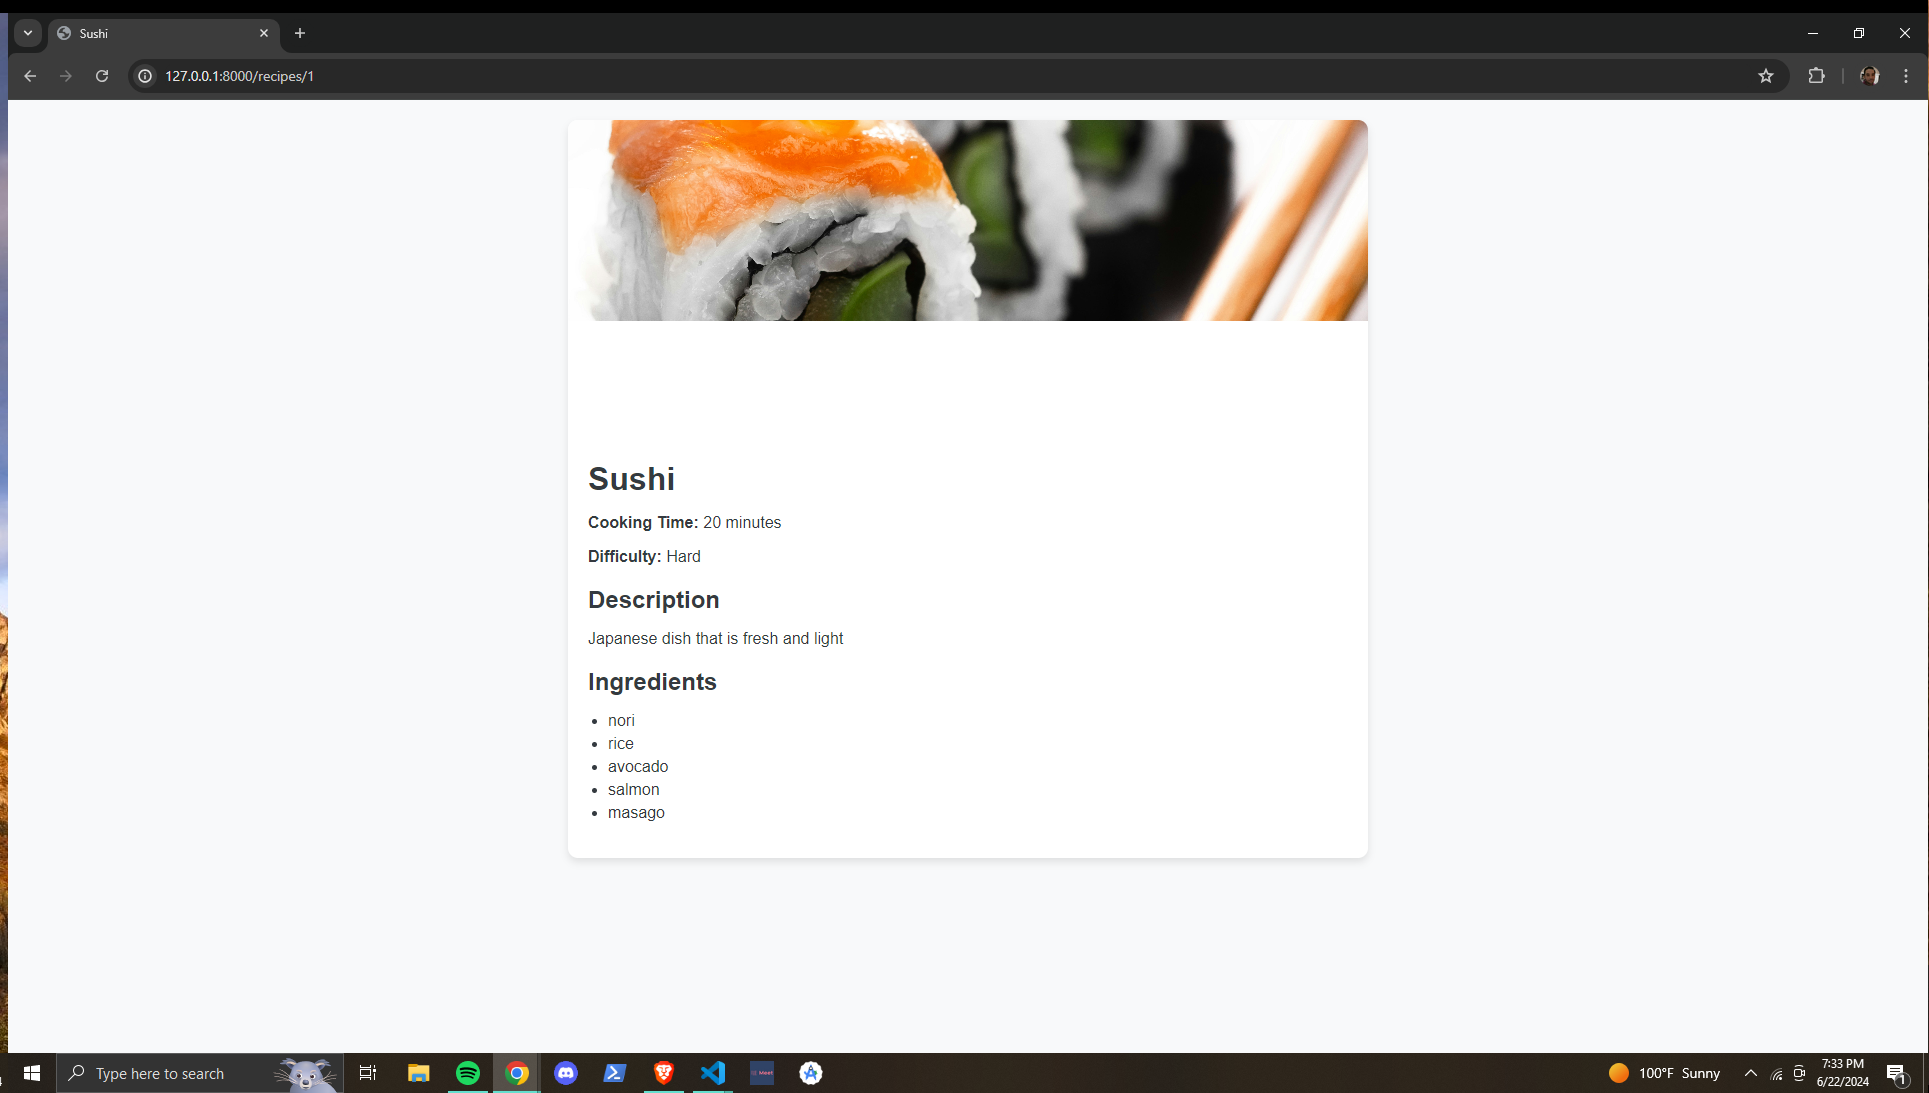 Sushi
127.0.0.1:8000/recipes/1
Sushi
Cooking Time: 20 minutes
Difficulty: Hard
Description
Japanese dish that is fresh and light
Ingredients
nori
rice
avocado
salmon
masago
Type here to search
100°F Sunny
7:33 PM
6/22/2024
1